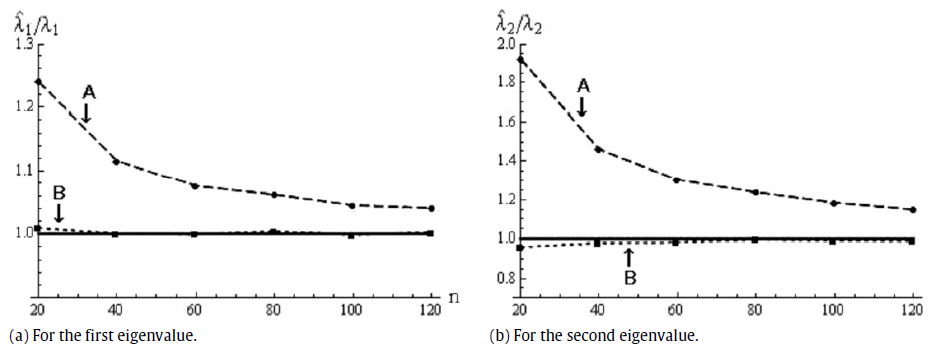 λ̂1/λ1
1.3
1.2
1.1
1.0
A
B
20 40 60 80 100 120 n
(a) For the first eigenvalue.
λ̂2/λ2
2.0
1.8
1.6
1.4
1.2
1.0
0.8
A
B
20 40 60 80 100 120 n
(b) For the second eigenvalue.